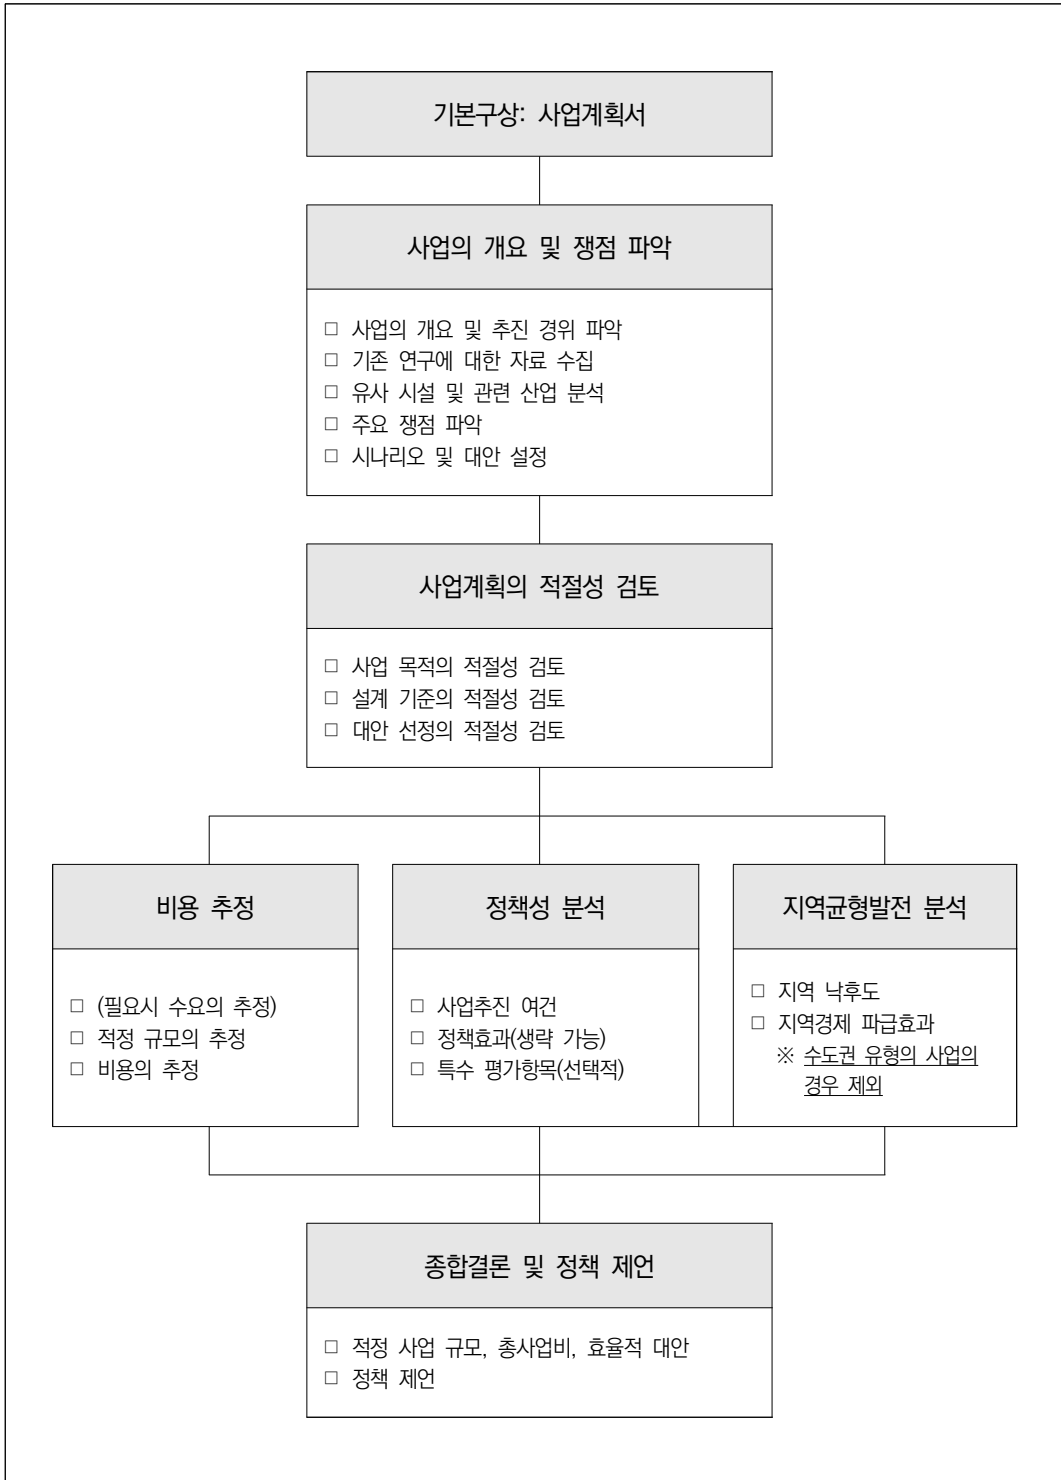 기본구상: 사업계획서
사업의 개요 및 쟁점 파악
□ 사업의 개요 및 추진 경위 파악
□ 기존 연구에 대한 자료 수집
□ 유사 시설 및 관련 산업 분석
□ 주요 쟁점 파악
□ 시나리오 및 대안 설정
사업계획의 적절성 검토
□ 사업 목적의 적절성 검토
□ 설계 기준의 적절성 검토
□ 대안 선정의 적절성 검토
비용 추정
□ (필요시 수요의 추정)
□ 적정 규모의 추정
□ 비용의 추정
정책성 분석
□ 사업추진 여건
□ 정책효과(생략 가능)
□ 특수 평가항목(선택적)
지역균형발전 분석
□ 지역 낙후도
□ 지역경제 파급효과
※ 수도권 유형의 사업의
경우 제외
종합결론 및 정책 제언
□ 적정 사업 규모, 총사업비, 효율적 대안
□ 정책 제언